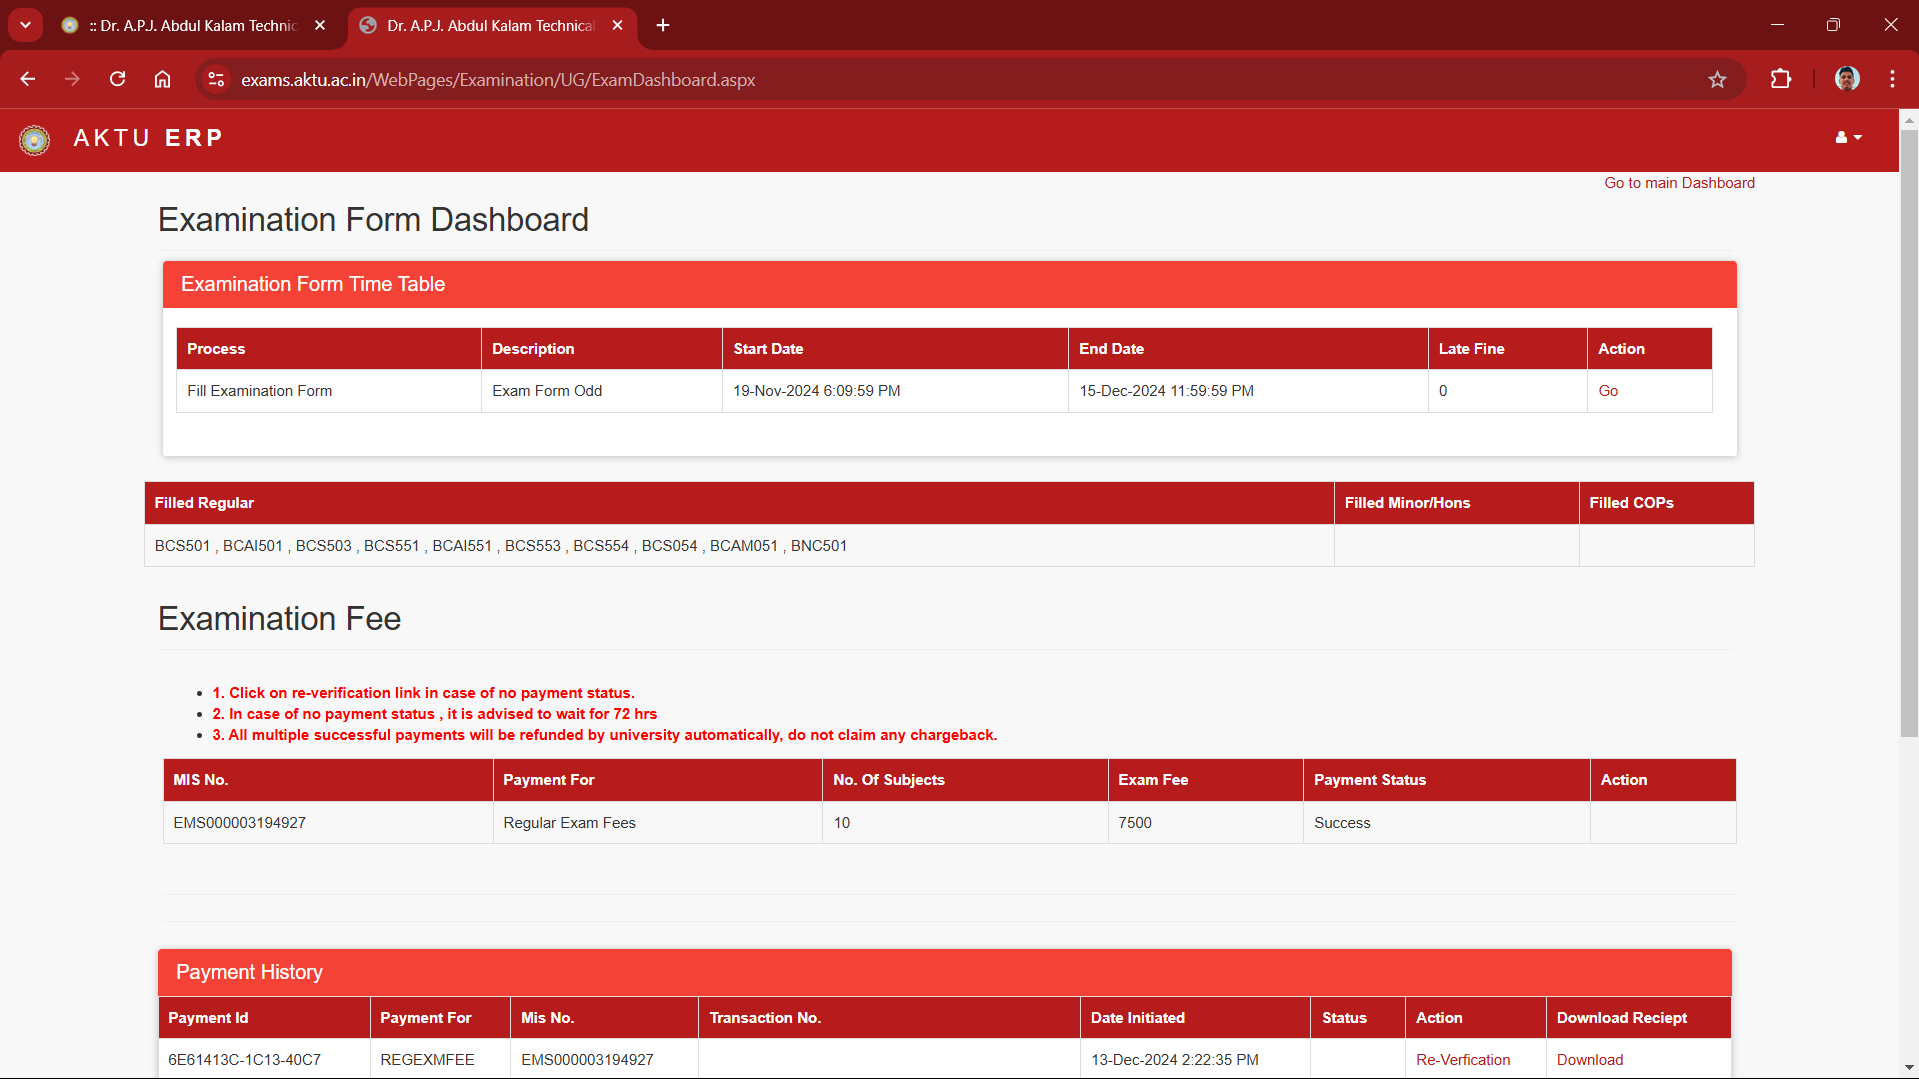 :: Dr. A.P.J. Abdul Kalam Technic
Dr. A.P.J. Abdul Kalam Technical
exams.aktu.ac.in/WebPages/Examination/UG/ExamDashboard.aspx
AKTU ERP
Go to main Dashboard
Examination Form Dashboard
Examination Form Time Table
Process Description Start Date End Date Late Fine Action
Fill Examination Form Exam Form Odd 19-Nov-2024 6:09:59 PM 15-Dec-2024 11:59:59 PM 0 Go
Filled Regular Filled Minor/Hons Filled COPs
BCS501 , BCAI501 , BCS503 , BCS551 , BCAI551 , BCS553 , BCS554 , BCS054 , BCAM051 , BNC501
Examination Fee
1. Click on re-verification link in case of no payment status.
2. In case of no payment status , it is advised to wait for 72 hrs
3. All multiple successful payments will be refunded by university automatically, do not claim any chargeback.
MIS No. Payment For No. Of Subjects Exam Fee Payment Status Action
EMS000003194927 Regular Exam Fees 10 7500 Success
Payment History
Payment Id Payment For Mis No. Transaction No. Date Initiated Status Action Download Reciept
6E61413C-1C13-40C7 REGEXMFEE EMS000003194927 13-Dec-2024 2:22:35 PM Re-Verfication Download